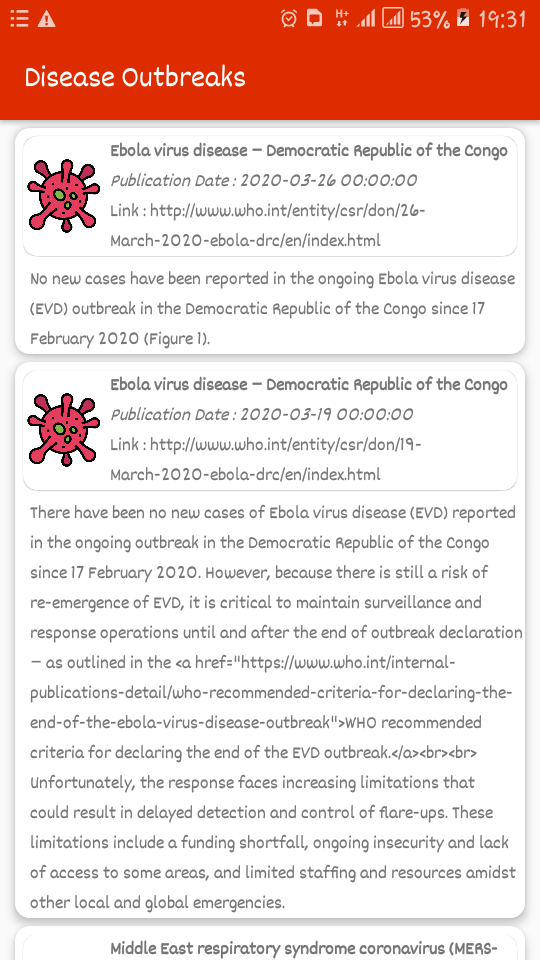 H+ 53% 19:31
Disease Outbreaks
Ebola virus disease – Democratic Republic of the Congo
Publication Date : 2020-03-26 00:00:00
Link : http://www.who.int/entity/csr/don/26-
March-2020-ebola-drc/en/index.html
No new cases have been reported in the ongoing Ebola virus disease
(EVD) outbreak in the Democratic Republic of the Congo since 17
February 2020 (Figure 1).
Ebola virus disease – Democratic Republic of the Congo
Publication Date : 2020-03-19 00:00:00
Link : http://www.who.int/entity/csr/don/19-
March-2020-ebola-drc/en/index.html
There have been no new cases of Ebola virus disease (EVD) reported
in the ongoing outbreak in the Democratic Republic of the Congo
since 17 February 2020. However, because there is still a risk of
re-emergence of EVD, it is critical to maintain surveillance and
response operations until and after the end of outbreak declaration
– as outlined in the <a href="https://www.who.int/internal-
publications-detail/who-recommended-criteria-for-declaring-the-
end-of-the-ebola-virus-disease-outbreak">WHO recommended
criteria for declaring the end of the EVD outbreak.</a><br><br>
Unfortunately, the response faces increasing limitations that
could result in delayed detection and control of flare-ups. These
limitations include a funding shortfall, ongoing insecurity and lack
of access to some areas, and limited staffing and resources amidst
other local and global emergencies.
Middle East respiratory syndrome coronavirus (MERS-